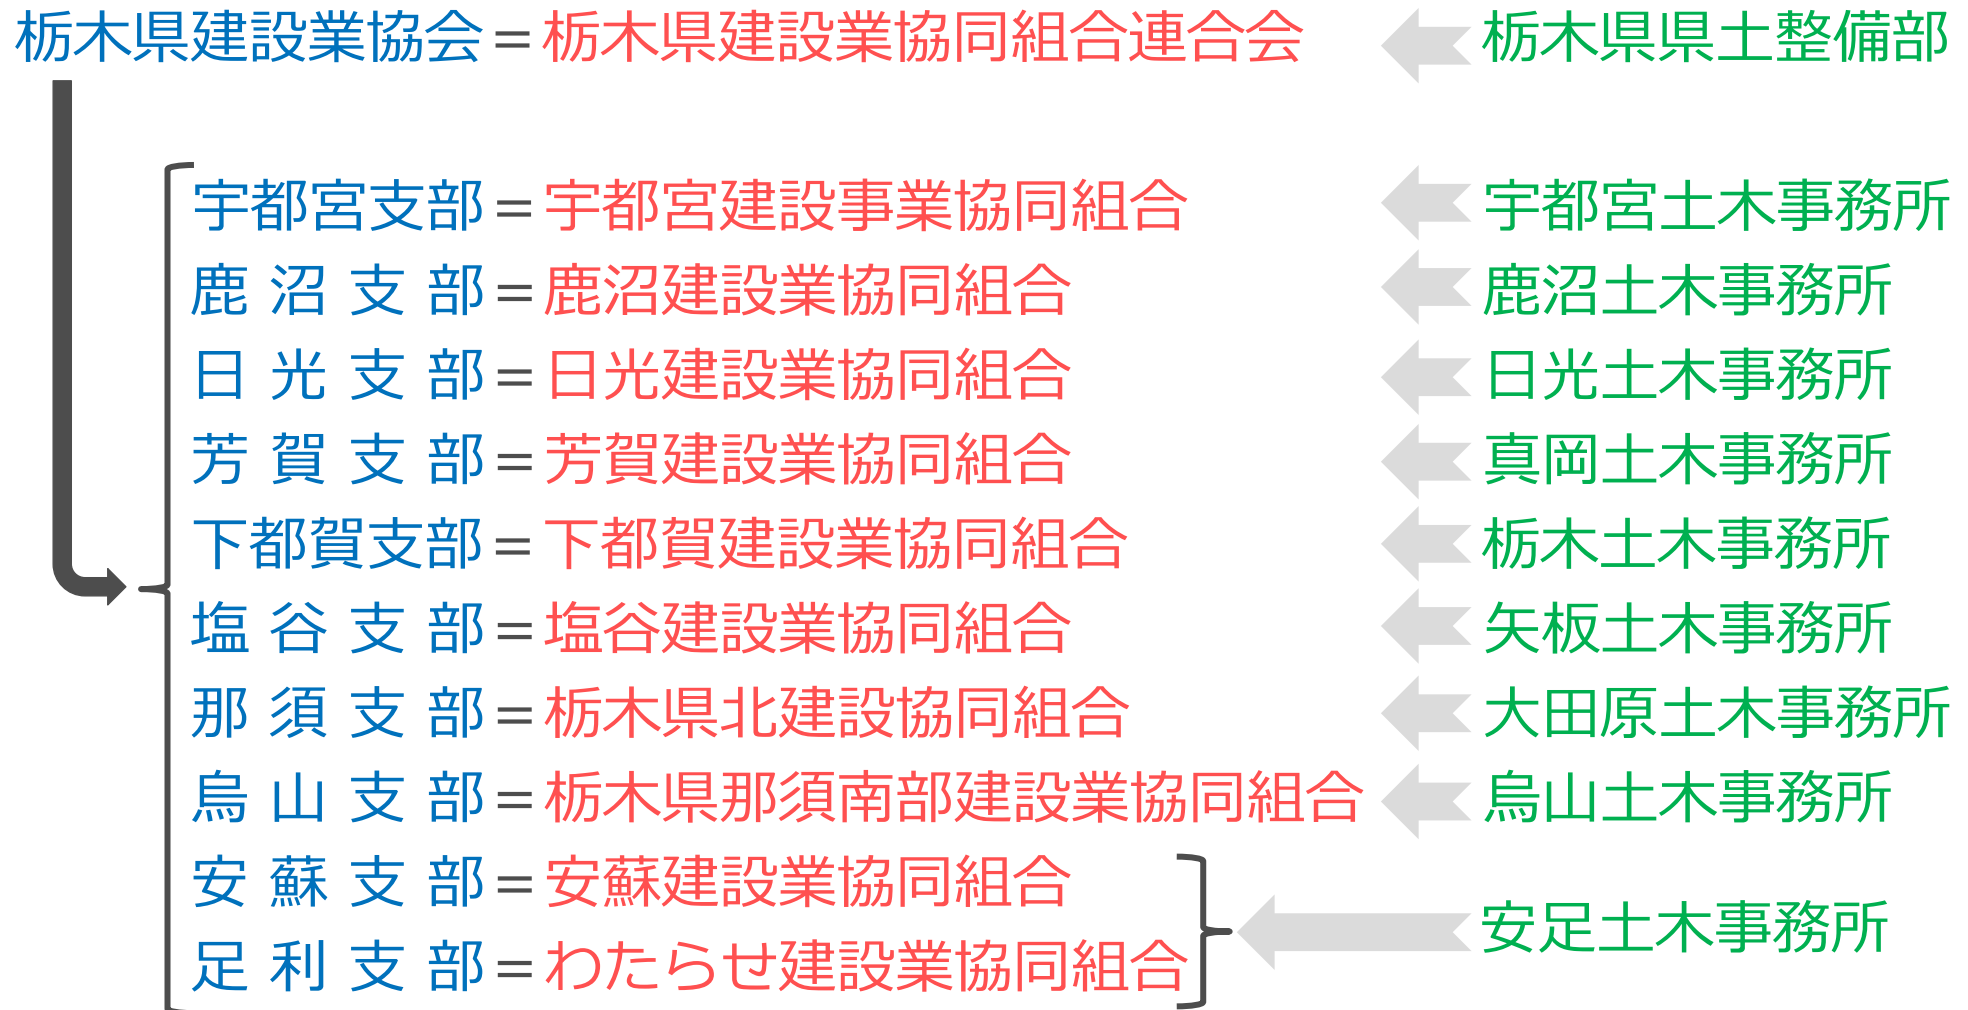 栃木県建設業協会＝栃木県建設業協同組合連合会 栃木県県土整備部
宇都宮支部＝宇都宮建設事業協同組合 宇都宮土木事務所
鹿沼支部＝鹿沼建設業協同組合 鹿沼土木事務所
日光支部＝日光建設業協同組合 日光土木事務所
芳賀支部＝芳賀建設業協同組合 真岡土木事務所
下都賀支部＝下都賀建設業協同組合 栃木土木事務所
塩谷支部＝塩谷建設業協同組合 矢板土木事務所
那須支部＝栃木県北建設協同組合 大田原土木事務所
烏山支部＝栃木県那須南部建設業協同組合 烏山土木事務所
安蘇支部＝安蘇建設業協同組合
安足土木事務所
足利支部＝わたらせ建設業協同組合